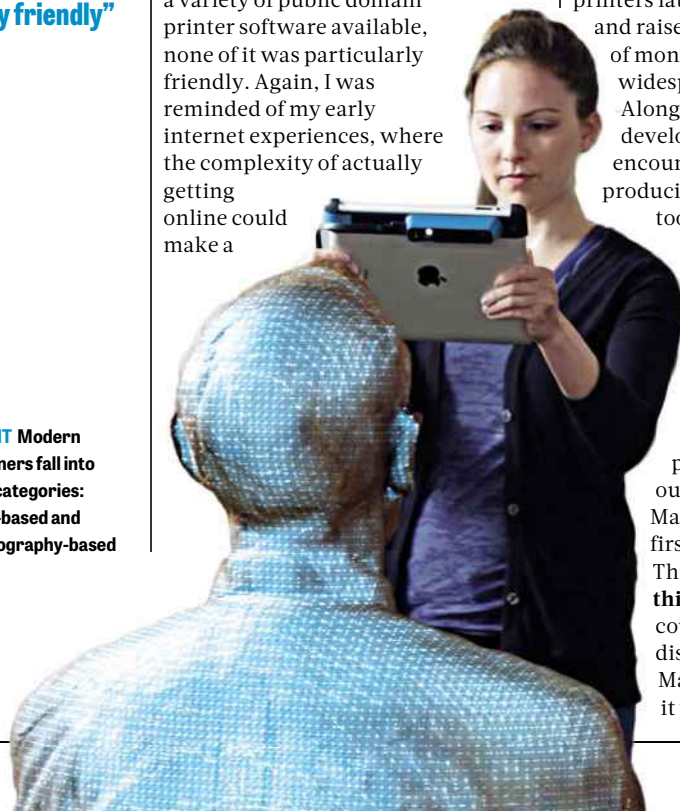 y friendly”
IT Modern
ners fall into
categories:
-based and
ography-based
a variety of public domain
printer software available,
none of it was particularly
friendly. Again, I was
reminded of my early
internet experiences, where
the complexity of actually
getting
online could
make a
printers lat
and raise
of mon
widesp
Along
develo
encoun
produci
too
p
ou
Ma
firs
Th
thi
cou
dis
Ma
it